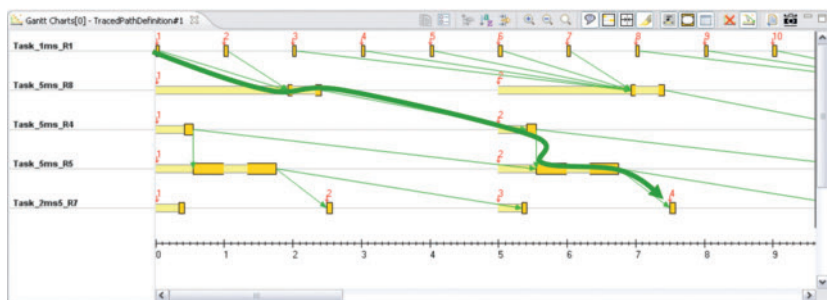 Gantt Charts[0] - TracedPathDefinition#1
Task_1ms_R1
1 2 3 4 5 6 7 8 9 10
Task_5ms_R8
1 2
Task_5ms_R4
1 2
Task_5ms_R5
1 2
Task_2ms5_R7
1 2 3 4
0 1 2 3 4 5 6 7 8 9